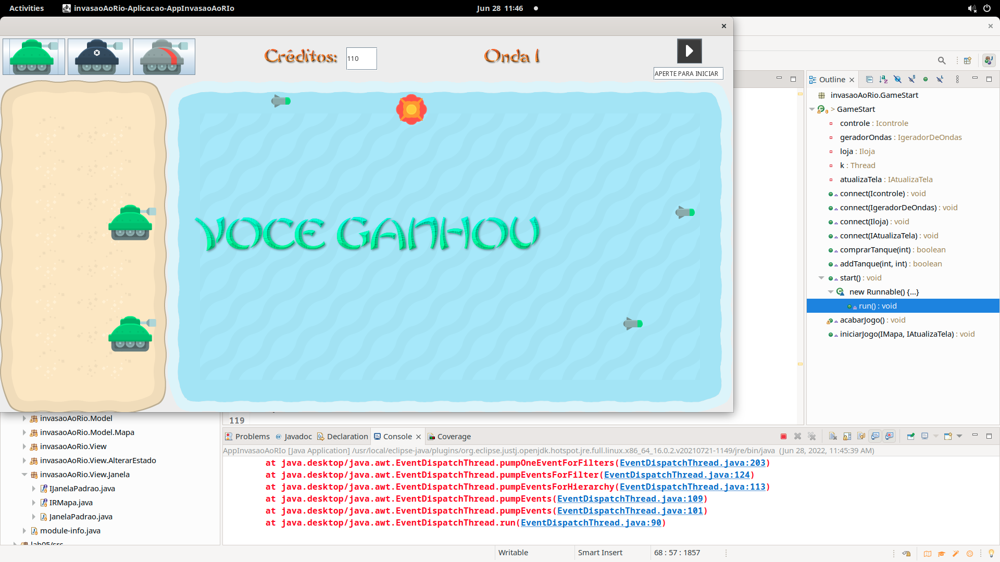 Activities
invasaoAoRio-Aplicacao-AppInvasaoAoRIo
Jun 28 11:46
Créditos:
110
Onda 1
APERTE PARA INICIAR
VOCE GANHOU
Outline
invasaoAoRio.GameStart
> GameStart
controle : Icontrole
geradorOndas : IgeradorDeOndas
loja : Iloja
k : Thread
atualizaTela : IAtualizaTela
connect(Icontrole) : void
connect(IgeradorDeOndas) : void
connect(Iloja) : void
connect(IAtualizaTela) : void
comprarTanque(int) : boolean
addTanque(int, int) : boolean
start() : void
new Runnable() {...}
run() : void
acabarJogo() : void
iniciarJogo(IMapa, IAtualizaTela) : void
invasaoAoRio.Model
invasaoAoRio.Model.Mapa
invasaoAoRio.View
invasaoAoRio.View.AlterarEstado
invasaoAoRio.View.Janela
IJanelaPadrao.java
IRMapa.java
JanelaPadrao.java
module-info.java
lab05/src
119
Problems
Javadoc
Declaration
Console
Coverage
AppInvasaoAoRIo [Java Application] /usr/local/eclipse-java/plugins/org.eclipse.justj.openjdk.hotspot.jre.full.linux.x86_64_16.0.2.v20210721-1149/jre/bin/java (Jun 28, 2022, 11:45:39 AM)
at java.desktop/java.awt.EventDispatchThread.pumpOneEventForFilters(EventDispatchThread.java:203)
at java.desktop/java.awt.EventDispatchThread.pumpEventsForFilter(EventDispatchThread.java:124)
at java.desktop/java.awt.EventDispatchThread.pumpEventsForHierarchy(EventDispatchThread.java:113)
at java.desktop/java.awt.EventDispatchThread.pumpEvents(EventDispatchThread.java:109)
at java.desktop/java.awt.EventDispatchThread.pumpEvents(EventDispatchThread.java:101)
at java.desktop/java.awt.EventDispatchThread.run(EventDispatchThread.java:90)
Writable
Smart Insert
68 : 57 : 1857